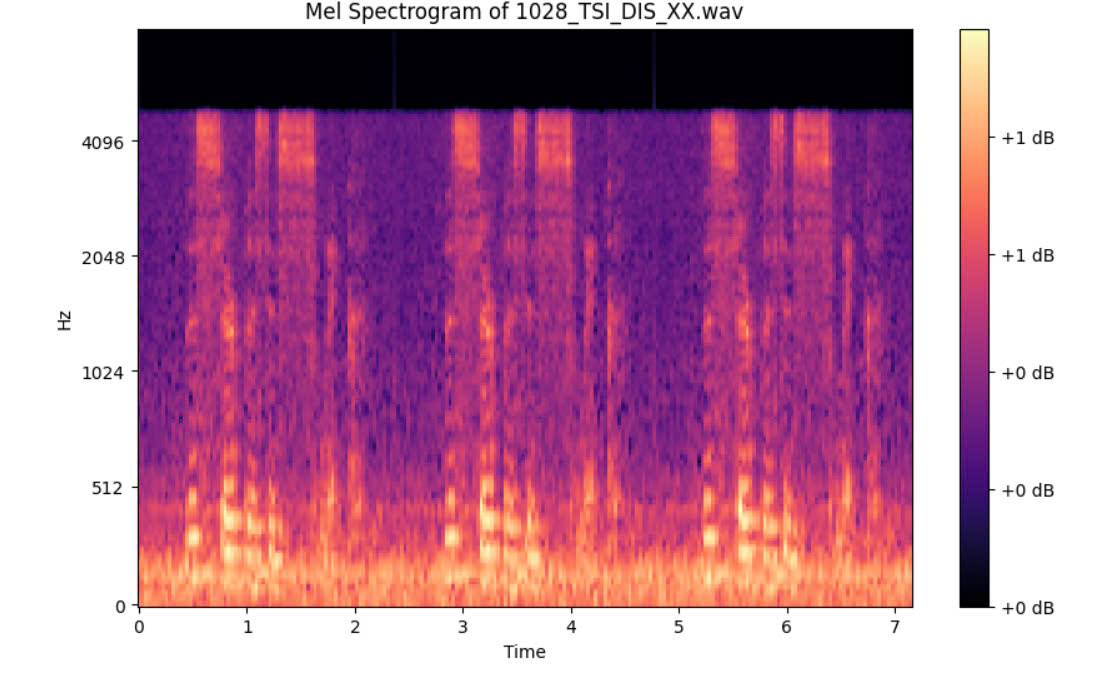 Mel Spectrogram of 1028_TSI_DIS_XX.wav
Hz
4096
2048
1024
512
0
0 1 2 3 4 5 6 7
Time
+1 dB
+1 dB
+0 dB
+0 dB
+0 dB